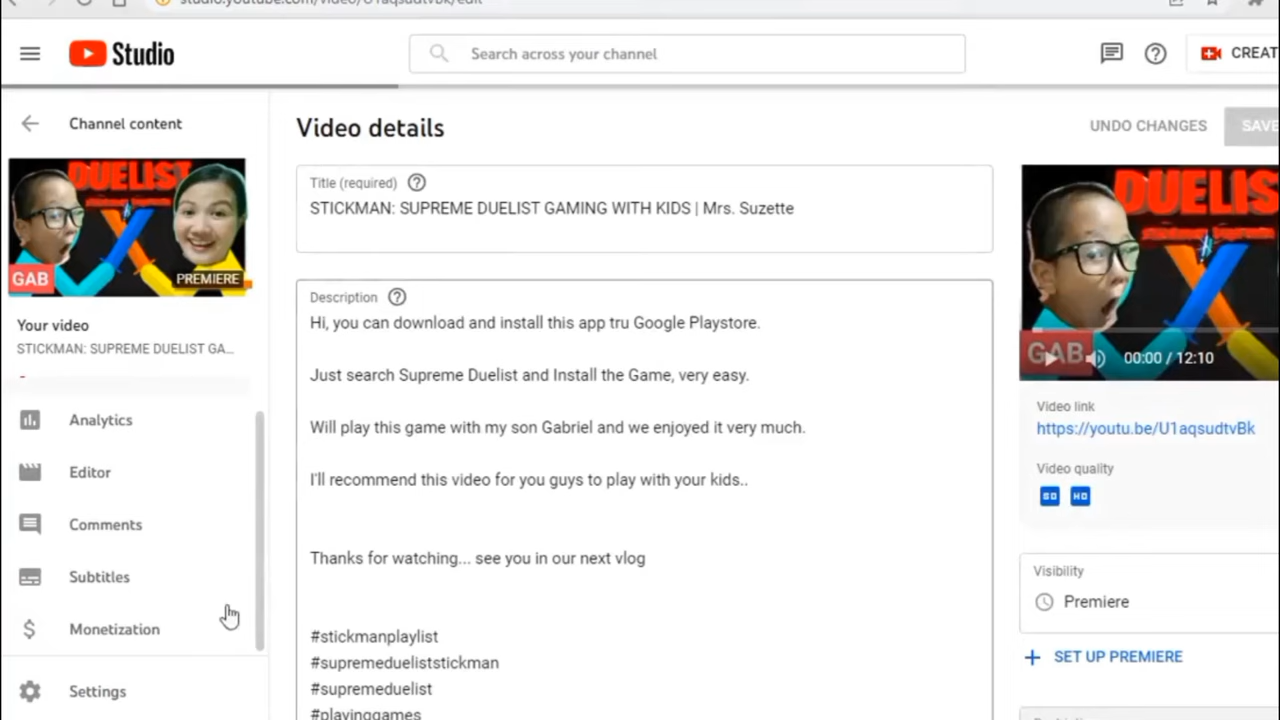 Studio
Search across your channel
CREAT
Channel content
Video details
UNDO CHANGES
SAVE
DUELIST
GAB
PREMIERE
Title (required)
STICKMAN: SUPREME DUELIST GAMING WITH KIDS | Mrs. Suzette
DUELIS
GAB
00:00 / 12:10
Your video
STICKMAN: SUPREME DUELIST GA...
Description
Hi, you can download and install this app tru Google Playstore.
Just search Supreme Duelist and Install the Game, very easy.
Will play this game with my son Gabriel and we enjoyed it very much.
I'll recommend this video for you guys to play with your kids..
Thanks for watching... see you in our next vlog
#stickmanplaylist
#supremedueliststickman
#supremeduelist
#playinggames
Analytics
Editor
Comments
Subtitles
Monetization
Settings
Video link
https://youtu.be/U1aqsudtvBk
Video quality
SD HD
Visibility
Premiere
+ SET UP PREMIERE